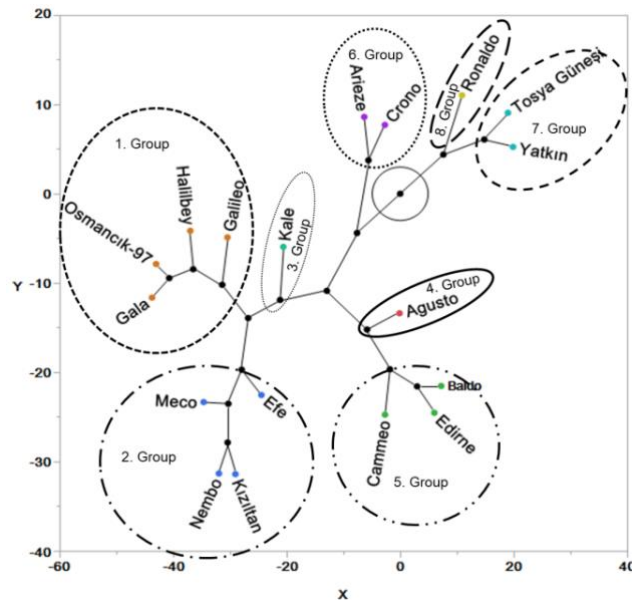 20
10
0
-10
-20
-30
-40
Y
-60
-40
-20
0
20
40
X
1. Group
Halilbey
Galileo
Osmancık-97
Gala
2. Group
Meco
Efe
Nembo
Kızıltan
3. Group
Kale
4. Group
Agusto
5. Group
Baldo
Edirne
Cammeo
6. Group
Arieze
Crono
7. Group
Tosya Güneşi
Yatkın
8. Group
Ronaldo